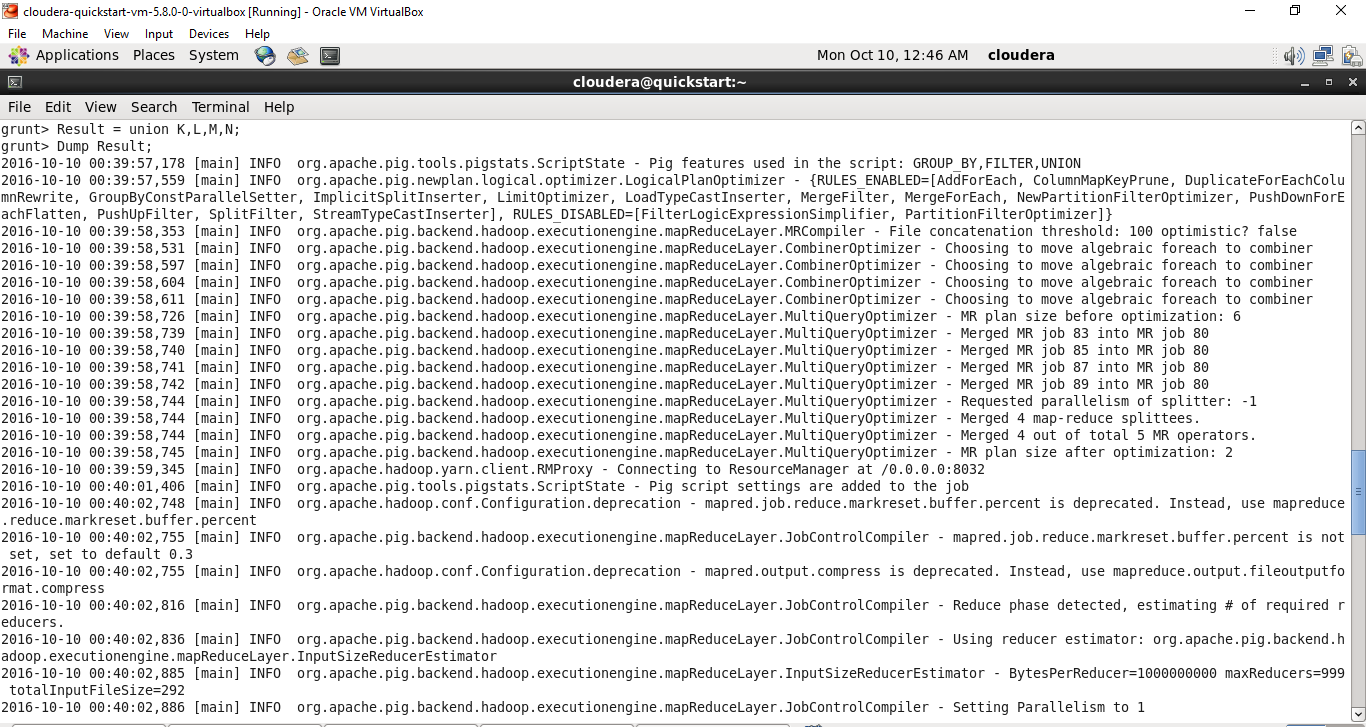 cloudera-quickstart-vm-5.8.0-0-virtualbox [Running] - Oracle VM VirtualBox
File Machine View Input Devices Help
Applications Places System Mon Oct 10, 12:46 AM cloudera
cloudera@quickstart:~
File Edit View Search Terminal Help
grunt> Result = union K,L,M,N;
grunt> Dump Result;
2016-10-10 00:39:57,178 [main] INFO  org.apache.pig.tools.pigstats.ScriptState - Pig features used in the script: GROUP_BY,FILTER,UNION
2016-10-10 00:39:57,559 [main] INFO  org.apache.pig.newplan.logical.optimizer.LogicalPlanOptimizer - {RULES_ENABLED=[AddForEach, ColumnMapKeyPrune, DuplicateForEachColu
mnRewrite, GroupByConstParallelSetter, ImplicitSplitInserter, LimitOptimizer, LoadTypeCastInserter, MergeFilter, MergeForEach, NewPartitionFilterOptimizer, PushDownForE
achFlatten, PushUpFilter, SplitFilter, StreamTypeCastInserter], RULES_DISABLED=[FilterLogicExpressionSimplifier, PartitionFilterOptimizer]}
2016-10-10 00:39:58,353 [main] INFO  org.apache.pig.backend.hadoop.executionengine.mapReduceLayer.MRCompiler - File concatenation threshold: 100 optimistic? false
2016-10-10 00:39:58,531 [main] INFO  org.apache.pig.backend.hadoop.executionengine.mapReduceLayer.CombinerOptimizer - Choosing to move algebraic foreach to combiner
2016-10-10 00:39:58,597 [main] INFO  org.apache.pig.backend.hadoop.executionengine.mapReduceLayer.CombinerOptimizer - Choosing to move algebraic foreach to combiner
2016-10-10 00:39:58,604 [main] INFO  org.apache.pig.backend.hadoop.executionengine.mapReduceLayer.CombinerOptimizer - Choosing to move algebraic foreach to combiner
2016-10-10 00:39:58,611 [main] INFO  org.apache.pig.backend.hadoop.executionengine.mapReduceLayer.CombinerOptimizer - Choosing to move algebraic foreach to combiner
2016-10-10 00:39:58,726 [main] INFO  org.apache.pig.backend.hadoop.executionengine.mapReduceLayer.MultiQueryOptimizer - MR plan size before optimization: 6
2016-10-10 00:39:58,739 [main] INFO  org.apache.pig.backend.hadoop.executionengine.mapReduceLayer.MultiQueryOptimizer - Merged MR job 83 into MR job 80
2016-10-10 00:39:58,740 [main] INFO  org.apache.pig.backend.hadoop.executionengine.mapReduceLayer.MultiQueryOptimizer - Merged MR job 85 into MR job 80
2016-10-10 00:39:58,741 [main] INFO  org.apache.pig.backend.hadoop.executionengine.mapReduceLayer.MultiQueryOptimizer - Merged MR job 87 into MR job 80
2016-10-10 00:39:58,742 [main] INFO  org.apache.pig.backend.hadoop.executionengine.mapReduceLayer.MultiQueryOptimizer - Merged MR job 89 into MR job 80
2016-10-10 00:39:58,744 [main] INFO  org.apache.pig.backend.hadoop.executionengine.mapReduceLayer.MultiQueryOptimizer - Requested parallelism of splitter: -1
2016-10-10 00:39:58,744 [main] INFO  org.apache.pig.backend.hadoop.executionengine.mapReduceLayer.MultiQueryOptimizer - Merged 4 map-reduce splittees.
2016-10-10 00:39:58,744 [main] INFO  org.apache.pig.backend.hadoop.executionengine.mapReduceLayer.MultiQueryOptimizer - Merged 4 out of total 5 MR operators.
2016-10-10 00:39:58,745 [main] INFO  org.apache.pig.backend.hadoop.executionengine.mapReduceLayer.MultiQueryOptimizer - MR plan size after optimization: 2
2016-10-10 00:39:59,345 [main] INFO  org.apache.hadoop.yarn.client.RMProxy - Connecting to ResourceManager at /0.0.0.0:8032
2016-10-10 00:40:01,406 [main] INFO  org.apache.pig.tools.pigstats.ScriptState - Pig script settings are added to the job
2016-10-10 00:40:02,748 [main] INFO  org.apache.hadoop.conf.Configuration.deprecation - mapred.job.reduce.markreset.buffer.percent is deprecated. Instead, use mapreduce
.reduce.markreset.buffer.percent
2016-10-10 00:40:02,755 [main] INFO  org.apache.pig.backend.hadoop.executionengine.mapReduceLayer.JobControlCompiler - mapred.job.reduce.markreset.buffer.percent is not
 set, set to default 0.3
2016-10-10 00:40:02,755 [main] INFO  org.apache.hadoop.conf.Configuration.deprecation - mapred.output.compress is deprecated. Instead, use mapreduce.output.fileoutputfo
rmat.compress
2016-10-10 00:40:02,816 [main] INFO  org.apache.pig.backend.hadoop.executionengine.mapReduceLayer.JobControlCompiler - Reduce phase detected, estimating # of required r
educers.
2016-10-10 00:40:02,836 [main] INFO  org.apache.pig.backend.hadoop.executionengine.mapReduceLayer.JobControlCompiler - Using reducer estimator: org.apache.pig.backend.h
adoop.executionengine.mapReduceLayer.InputSizeReducerEstimator
2016-10-10 00:40:02,885 [main] INFO  org.apache.pig.backend.hadoop.executionengine.mapReduceLayer.InputSizeReducerEstimator - BytesPerReducer=1000000000 maxReducers=999
 totalInputFileSize=292
2016-10-10 00:40:02,886 [main] INFO  org.apache.pig.backend.hadoop.executionengine.mapReduceLayer.JobControlCompiler - Setting Parallelism to 1